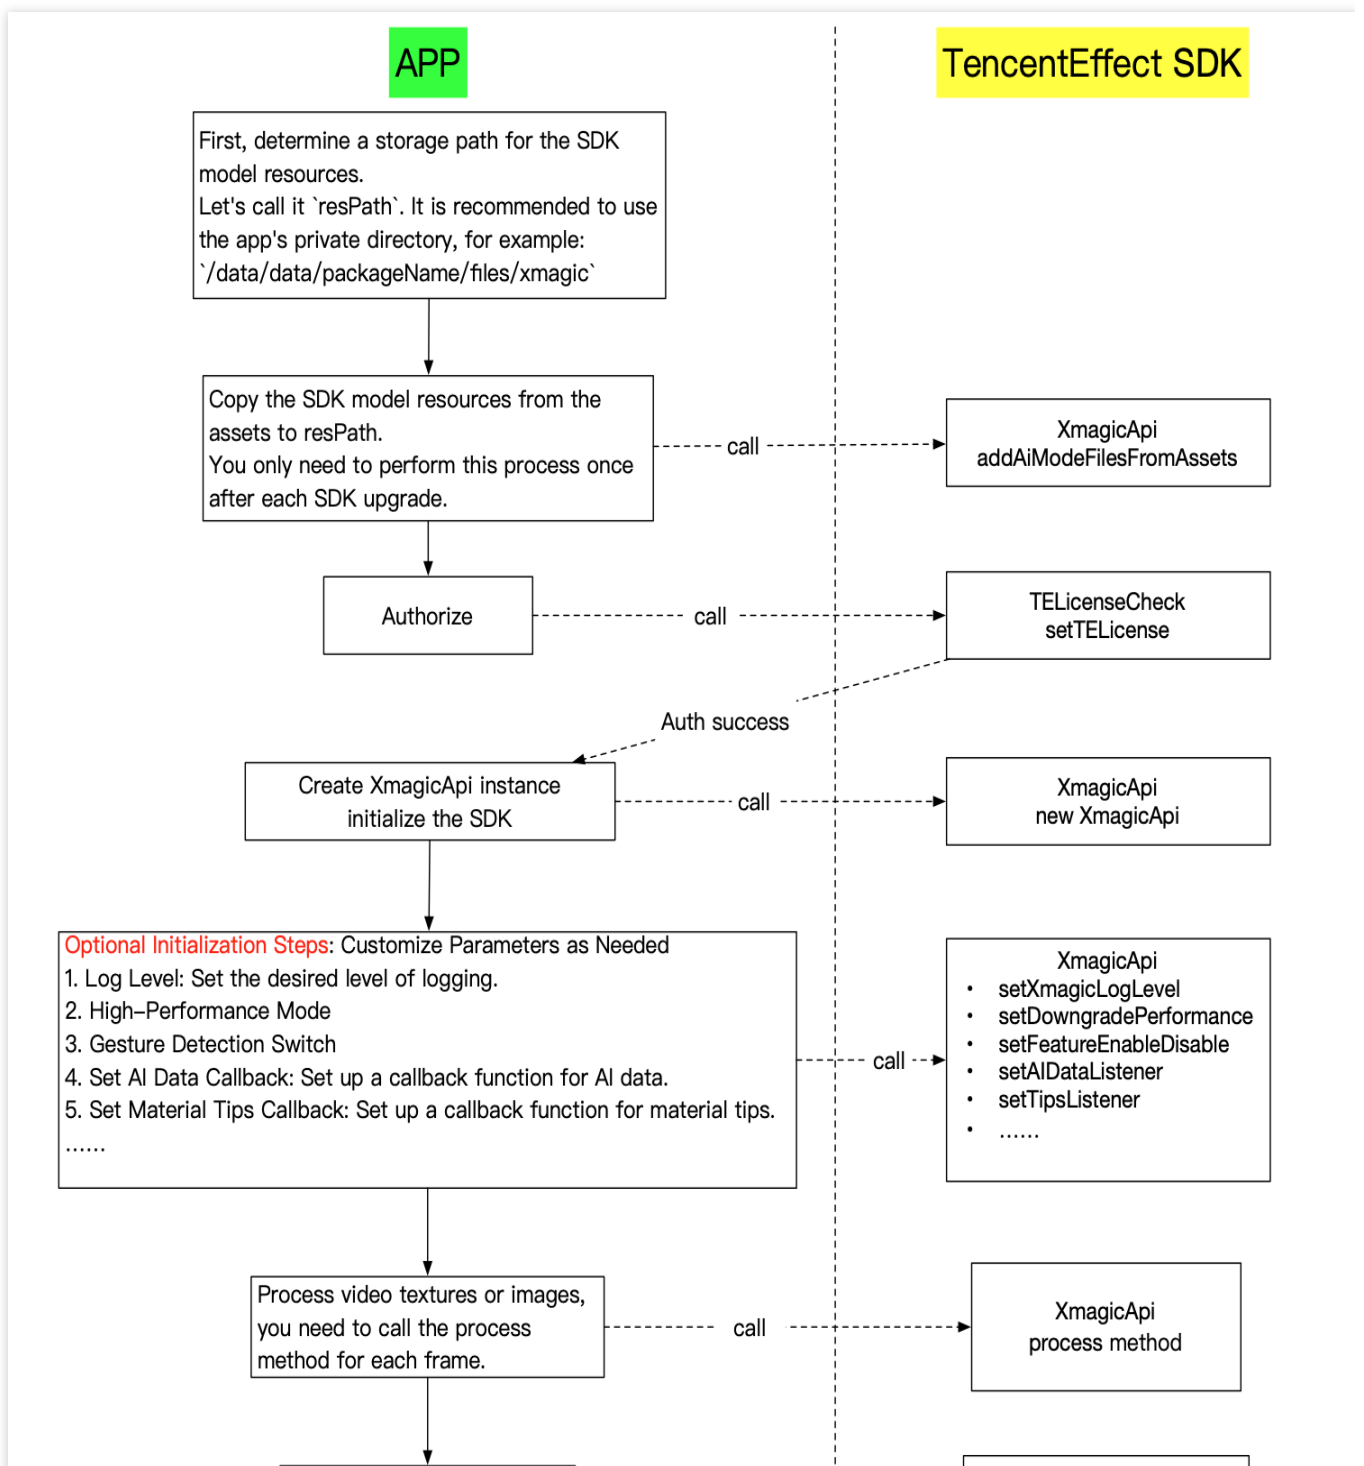 APP
TencentEffect SDK
First, determine a storage path for the SDK
model resources.
Let's call it `resPath`. It is recommended to use
the app's private directory, for example:
`/data/data/packageName/files/xmagic`
Copy the SDK model resources from the
assets to resPath.
You only need to perform this process once
after each SDK upgrade.
call
XmagicApi
addAiModeFilesFromAssets
Authorize
call
TELicenseCheck
setTELicense
Auth success
Create XmagicApi instance
initialize the SDK
call
XmagicApi
new XmagicApi
Optional Initialization Steps: Customize Parameters as Needed
1. Log Level: Set the desired level of logging.
2. High–Performance Mode
3. Gesture Detection Switch
4. Set AI Data Callback: Set up a callback function for AI data.
5. Set Material Tips Callback: Set up a callback function for material tips.
......
call
XmagicApi
• setXmagicLogLevel
• setDowngradePerformance
• setFeatureEnableDisable
• setAIDataListener
• setTipsListener
• ......
Process video textures or images,
you need to call the process
method for each frame.
call
XmagicApi
process method